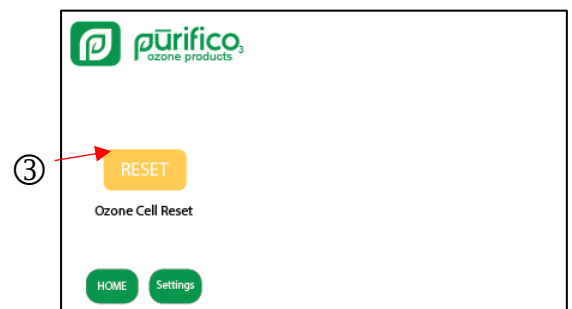 pūrifico₃
ozone products
③
RESET
Ozone Cell Reset
HOME Settings